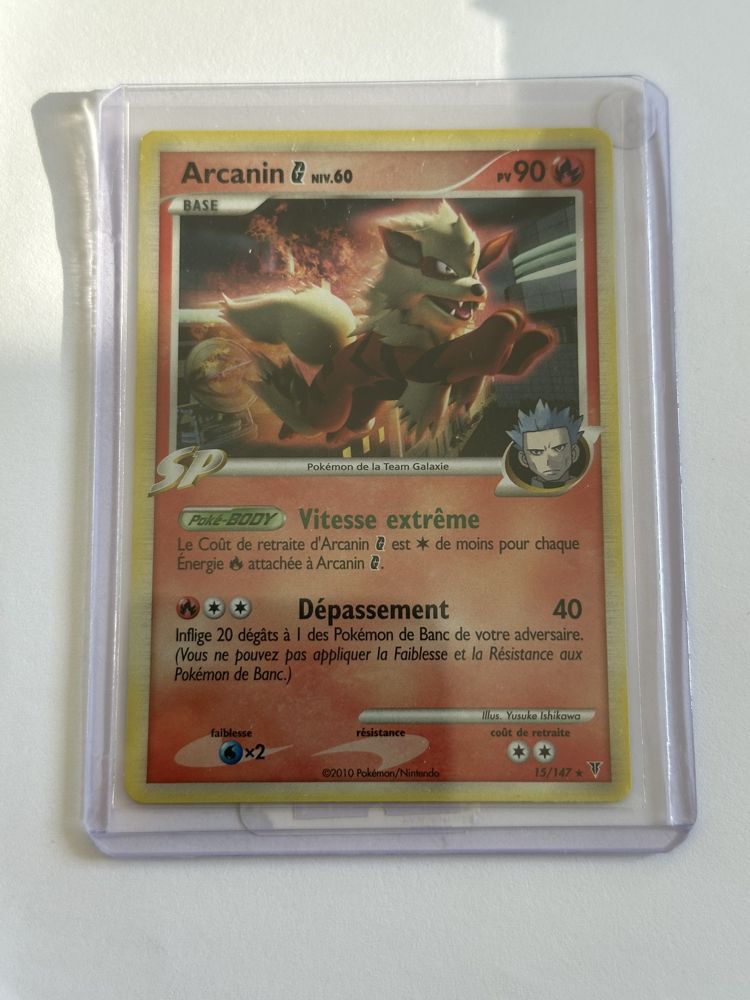 Arcanin G NIV.60 PV 90
BASE
SP
Pokémon de la Team Galaxie
Poké-BODY Vitesse extrême
Le Coût de retraite d'Arcanin G est de moins pour chaque
Énergie attachée à Arcanin G.
Dépassement 40
Inflige 20 dégâts à 1 des Pokémon de Banc de votre adversaire.
(Vous ne pouvez pas appliquer la Faiblesse et la Résistance aux
Pokémon de Banc.)
Illus. Yusuke Ishikawa
faiblesse résistance coût de retraite
×2
©2010 Pokémon/Nintendo 15/147 ★